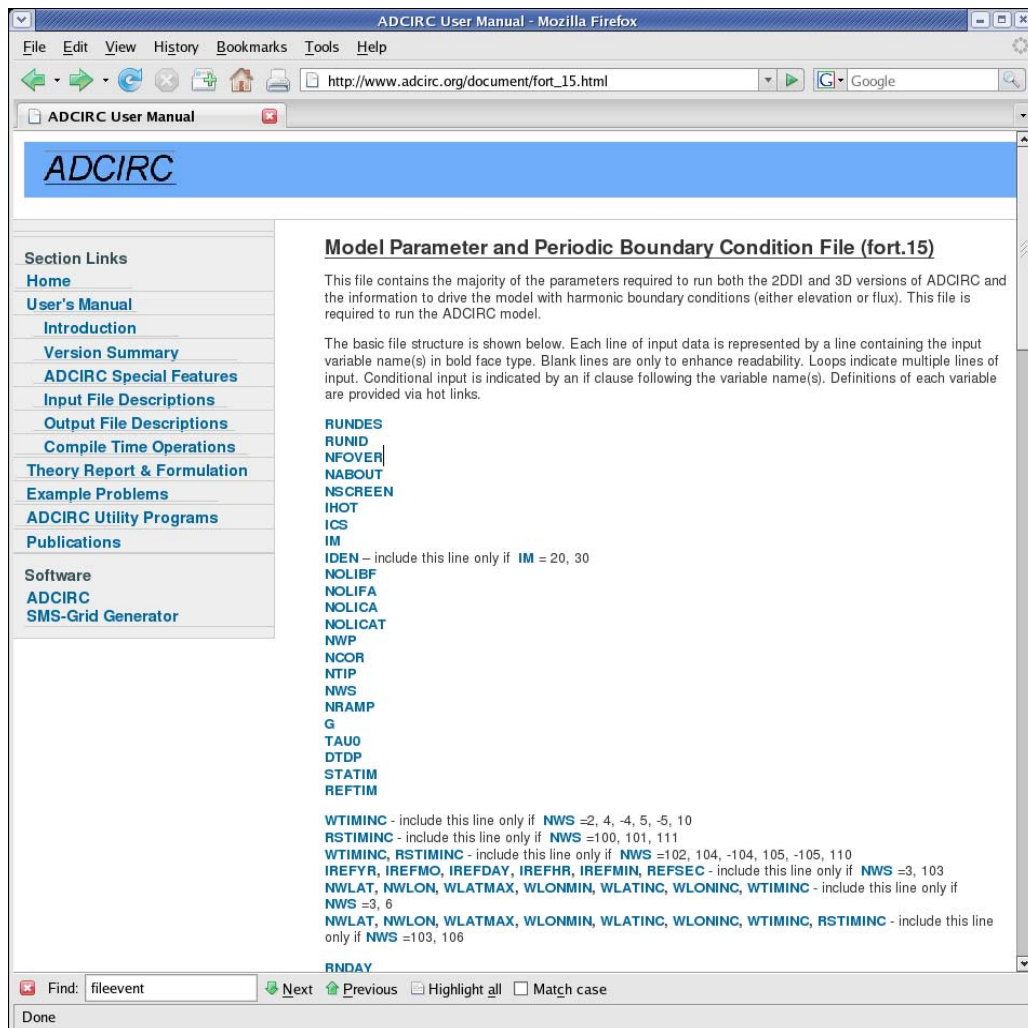 ADCIRC User Manual - Mozilla Firefox
File Edit View History Bookmarks Tools Help
http://www.adcirc.org/document/fort_15.html
G Google
ADCIRC User Manual
ADCIRC
Section Links
Home
User's Manual
Introduction
Version Summary
ADCIRC Special Features
Input File Descriptions
Output File Descriptions
Compile Time Operations
Theory Report & Formulation
Example Problems
ADCIRC Utility Programs
Publications
Software
ADCIRC
SMS-Grid Generator
Model Parameter and Periodic Boundary Condition File (fort.15)
This file contains the majority of the parameters required to run both the 2DDI and 3D versions of ADCIRC and
the information to drive the model with harmonic boundary conditions (either elevation or flux). This file is
required to run the ADCIRC model.
The basic file structure is shown below. Each line of input data is represented by a line containing the input
variable name(s) in bold face type. Blank lines are only to enhance readability. Loops indicate multiple lines of
input. Conditional input is indicated by an if clause following the variable name(s). Definitions of each variable
are provided via hot links.
RUNDES
RUNID
NFOVER
NABOUT
NSCREEN
IHOT
ICS
IM
IDEN – include this line only if IM = 20, 30
NOLIBF
NOLIFA
NOLICA
NOLICAT
NWP
NCOR
NTIP
NWS
NRAMP
G
TAU0
DTDP
STATIM
REFTIM
WTIMINC - include this line only if NWS =2, 4, -4, 5, -5, 10
RSTIMINC - include this line only if NWS =100, 101, 111
WTIMINC, RSTIMINC - include this line only if NWS =102, 104, -104, 105, -105, 110
IREFYR, IREFMO, IREFDAY, IREFHR, IREFMIN, REFSEC - include this line only if NWS =3, 103
NWLAT, NWLON, WLATMAX, WLONMIN, WLATINC, WLONINC, WTIMINC - include this line only if
NWS =3, 6
NWLAT, NWLON, WLATMAX, WLONMIN, WLATINC, WLONINC, WTIMINC, RSTIMINC - include this line
only if NWS =103, 106
RNDAY
Find: fileevent Next Previous Highlight all Match case
Done